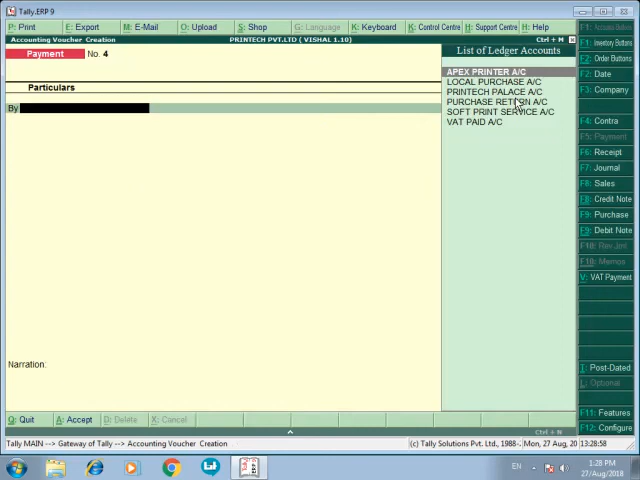 Tally.ERP 9
P: Print
E: Export
M: E-Mail
O: Upload
S: Shop
G: Language
K: Keyboard
K: Control Centre
H: Support Centre
H: Help
Accounting Voucher Creation
PRINTECH PVT.LTD ( VISHAL 1.10)
Ctrl + M
Payment
No. 4
Particulars
By
Narration:
List of Ledger Accounts
APEX PRINTER A/C
LOCAL PURCHASE A/C
PRINTECH PALACE A/C
PURCHASE RETURN A/C
SOFT PRINT SERVICE A/C
VAT PAID A/C
F1: Accounts Buttons
F1: Inventory Buttons
F2: Order Buttons
F2: Date
F3: Company
F4: Contra
F5: Payment
F6: Receipt
F7: Journal
F8: Sales
F8: Credit Note
F9: Purchase
F9: Debit Note
F10: Rev Jrnl
F10: Memos
V: VAT Payment
I: Post-Dated
L: Optional
F11: Features
F12: Configure
Q: Quit
A: Accept
D: Delete
X: Cancel
Ctrl + N
Tally MAIN --> Gateway of Tally --> Accounting Voucher Creation
(c) Tally Solutions Pvt. Ltd., 1988-
Mon, 27 Aug, 20
13:28:58
EN
1:28 PM
27/Aug/2018